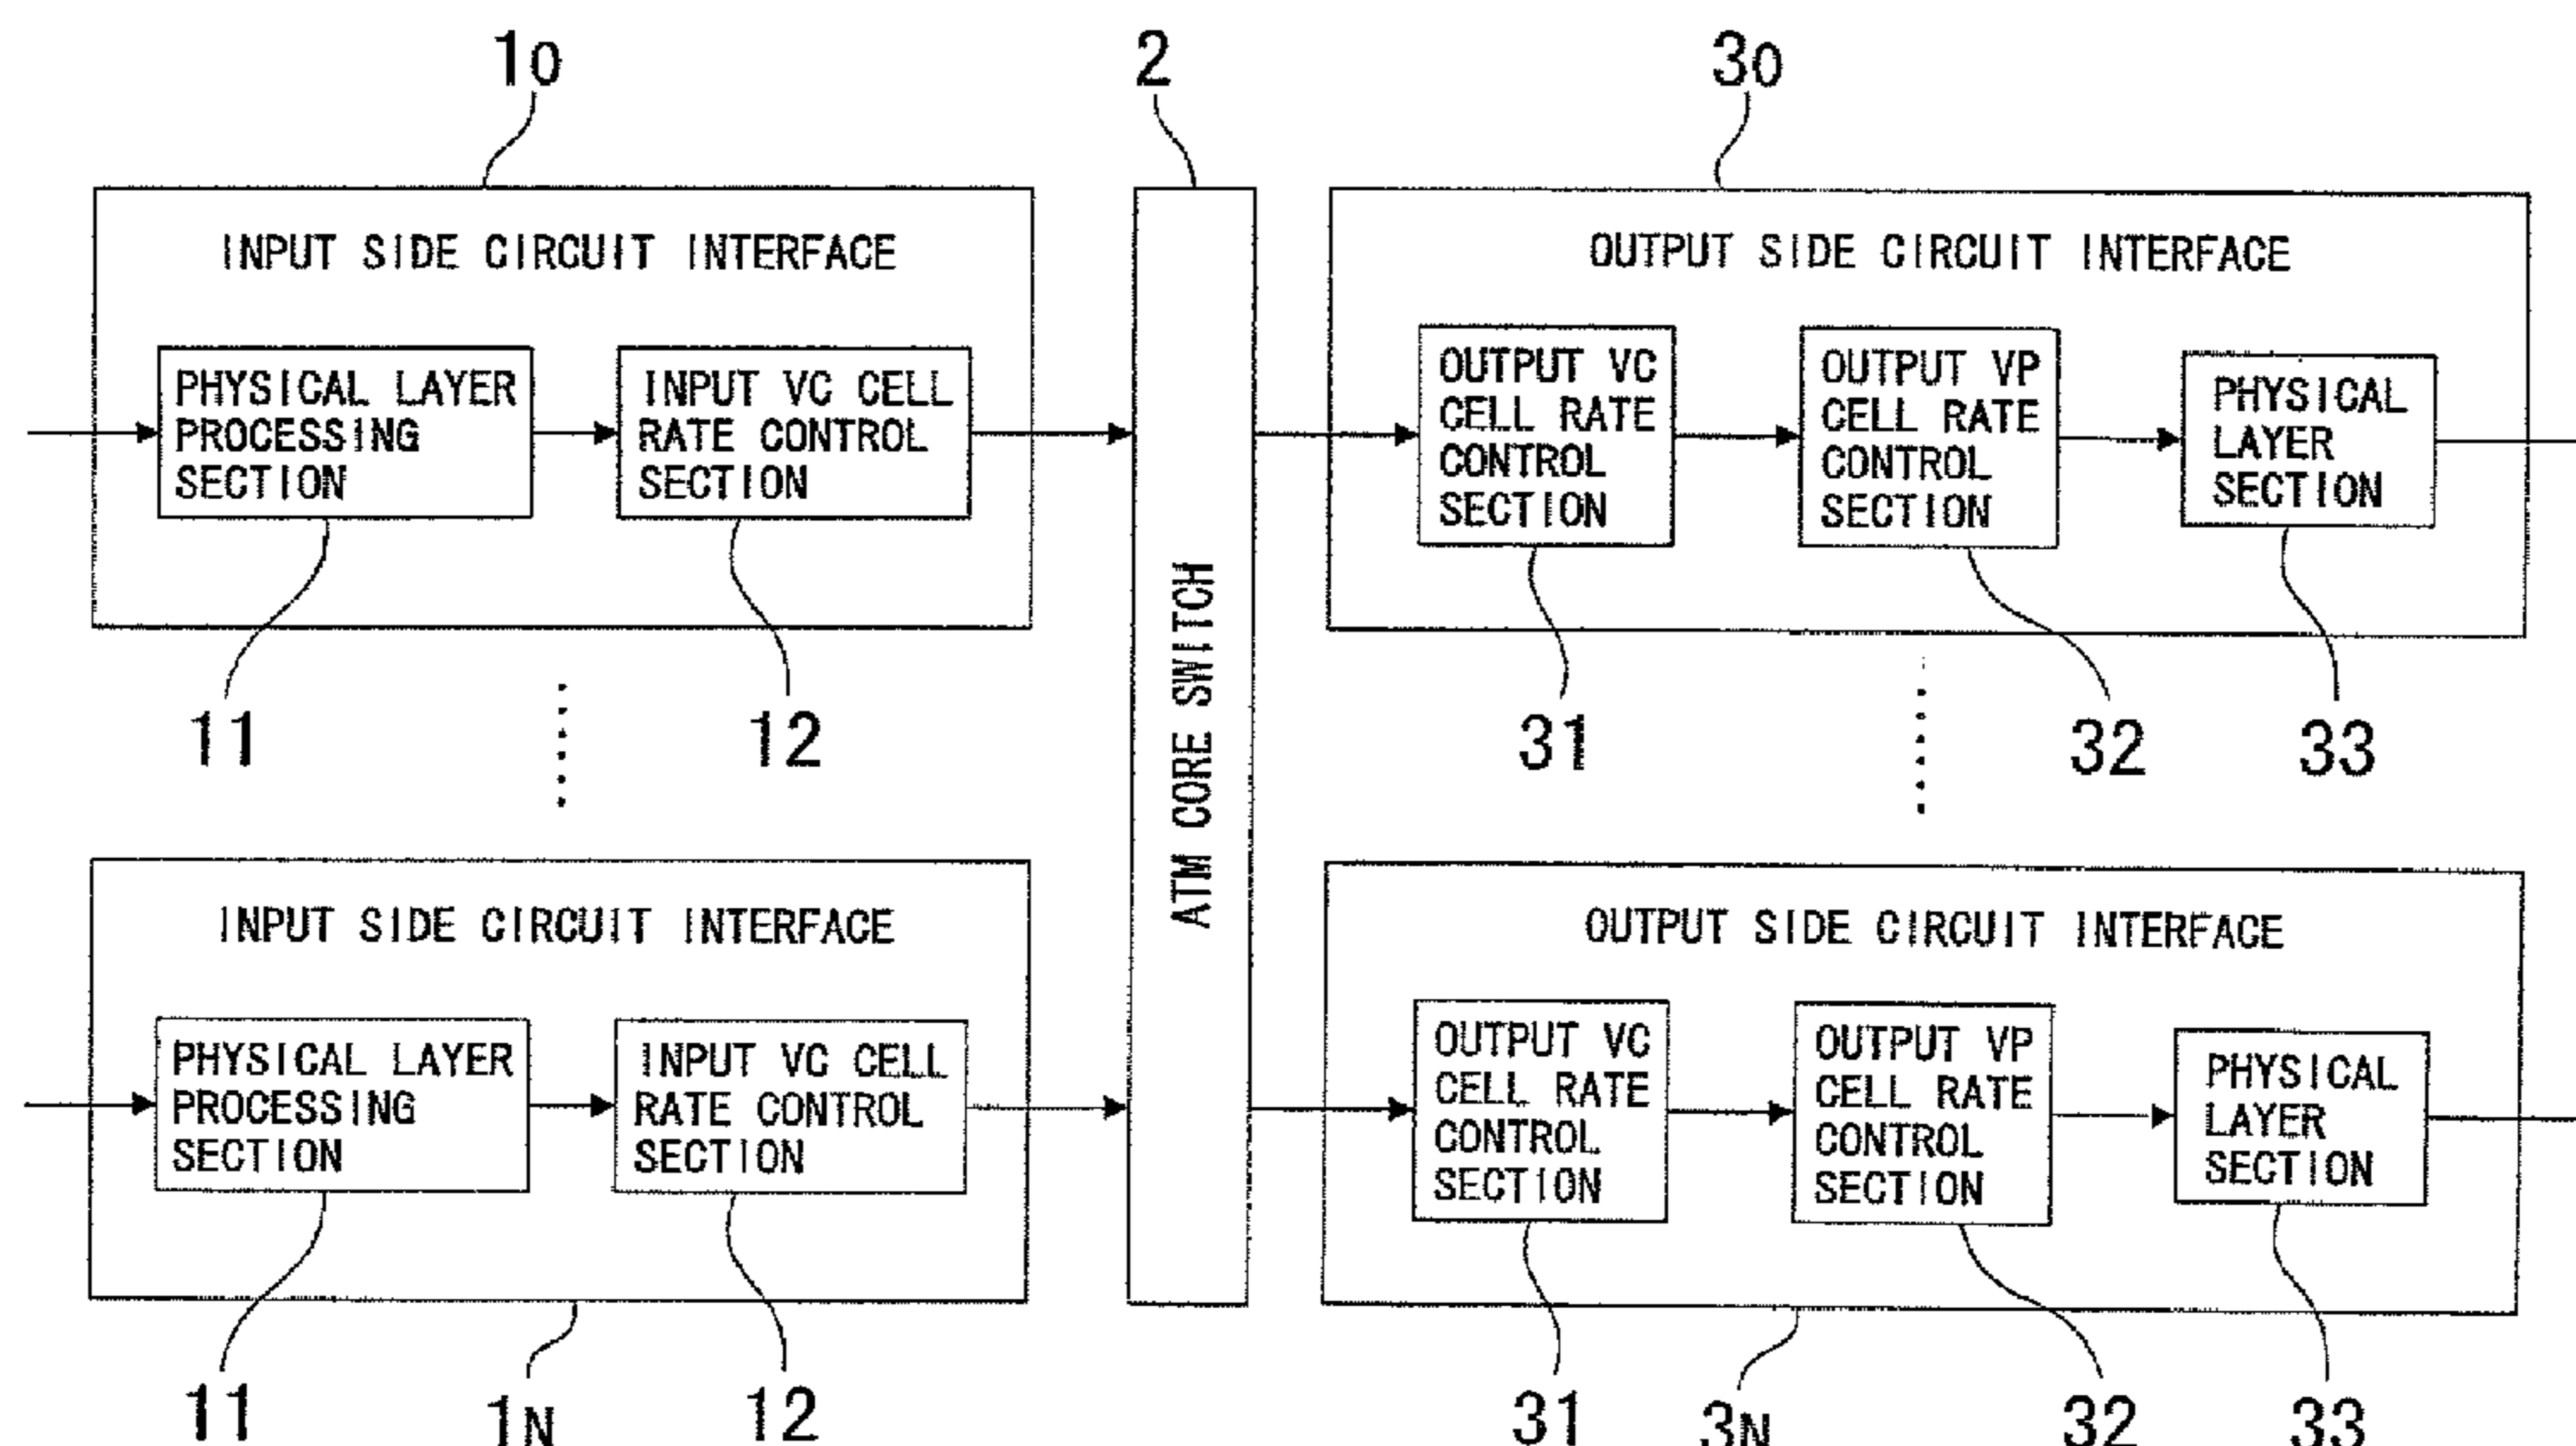 10
2
30
INPUT SIDE CIRCUIT INTERFACE
OUTPUT SIDE CIRCUIT INTERFACE
PHYSICAL LAYER
PROCESSING
SECTION
INPUT VC CELL
RATE CONTROL
SECTION
OUTPUT VC
CELL RATE
CONTROL
SECTION
OUTPUT VP
CELL RATE
CONTROL
SECTION
PHYSICAL
LAYER
SECTION
11
12
ATM CORE SWITCH
31
32
33
INPUT SIDE CIRCUIT INTERFACE
OUTPUT SIDE CIRCUIT INTERFACE
PHYSICAL LAYER
PROCESSING
SECTION
INPUT VC CELL
RATE CONTROL
SECTION
OUTPUT VC
CELL RATE
CONTROL
SECTION
OUTPUT VP
CELL RATE
CONTROL
SECTION
PHYSICAL
LAYER
SECTION
11
1N
12
31
3N
32
33